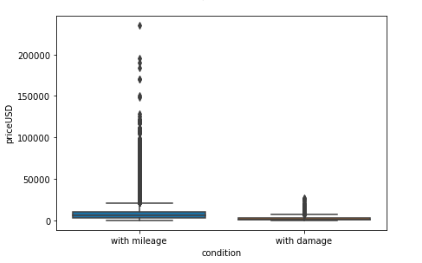 200000
150000
100000
50000
0
priceUSD
with mileage
with damage
condition